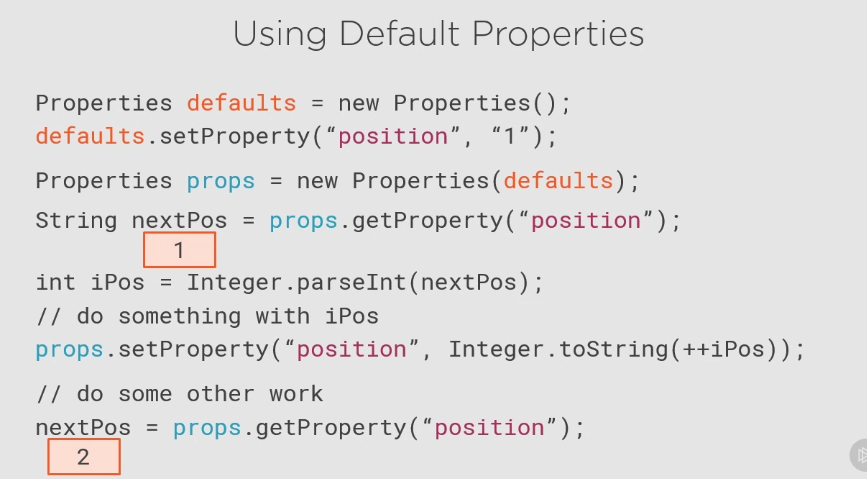 Using Default Properties
Properties defaults = new Properties();
defaults.setProperty(“position”, “1”);
Properties props = new Properties(defaults);
String nextPos = props.getProperty(“position”);
1
int iPos = Integer.parseInt(nextPos);
// do something with iPos
props.setProperty(“position”, Integer.toString(++iPos));
// do some other work
nextPos = props.getProperty(“position”);
2